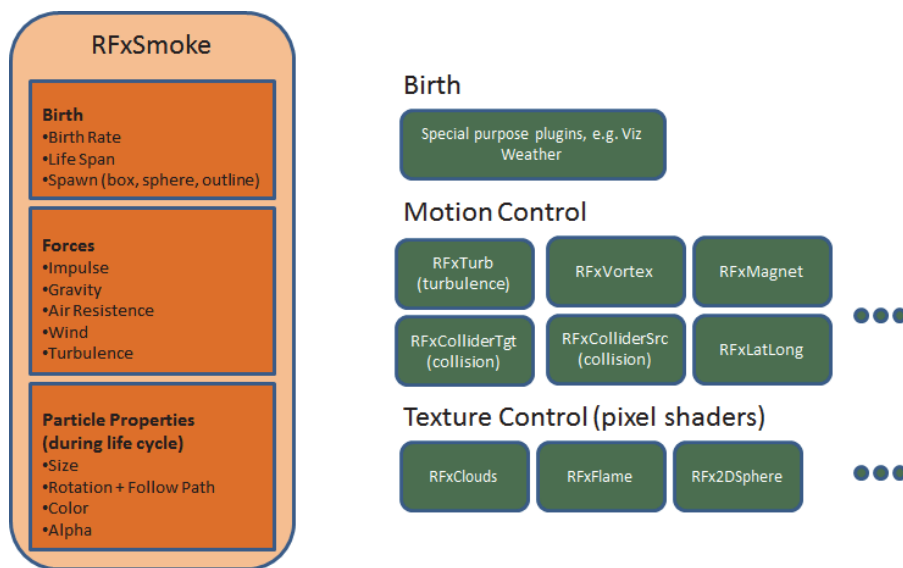 RFxSmoke
Birth
•Birth Rate
•Life Span
•Spawn (box, sphere, outline)
Forces
•Impulse
•Gravity
•Air Resistence
•Wind
•Turbulence
Particle Properties
(during life cycle)
•Size
•Rotation + Follow Path
•Color
•Alpha
Birth
Special purpose plugins, e.g. Viz
Weather
Motion Control
RFxTurb
(turbulence)
RFxVortex
RFxMagnet
RFxColliderTgt
(collision)
RFxColliderSrc
(collision)
RFxLatLong
Texture Control (pixel shaders)
RFxClouds
RFxFlame
RFx2DSphere